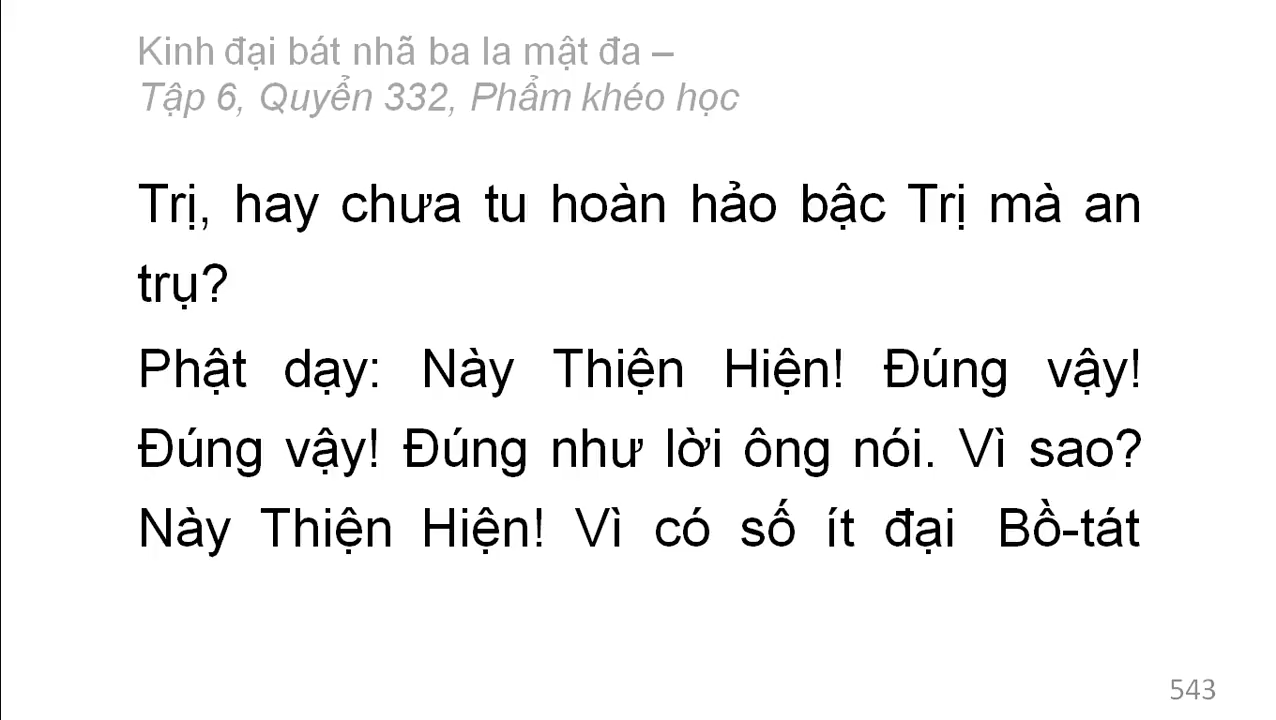 Kinh đại bát nhã ba la mật đa –
Tập 6, Quyển 332, Phẩm khéo học
Trị, hay chưa tu hoàn hảo bậc Trị mà an
trụ?
Phật dạy: Này Thiện Hiện! Đúng vậy!
Đúng vậy! Đúng như lời ông nói. Vì sao?
Này Thiện Hiện! Vì có số ít đại Bồ-tát
543